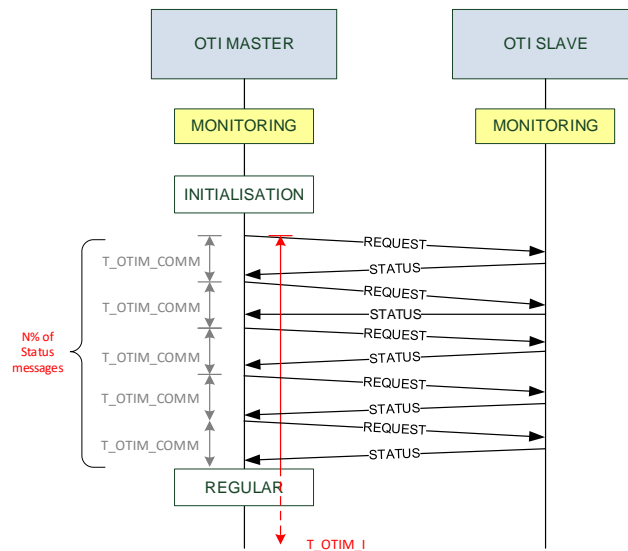 OTI MASTER
OTI SLAVE
MONITORING
MONITORING
INITIALISATION
REQUEST
T_OTIM_COMM
STATUS
REQUEST
T_OTIM_COMM
STATUS
REQUEST
N% of
Status
messages
T_OTIM_COMM
STATUS
REQUEST
T_OTIM_COMM
STATUS
REQUEST
T_OTIM_COMM
STATUS
REGULAR
T_OTIM_I